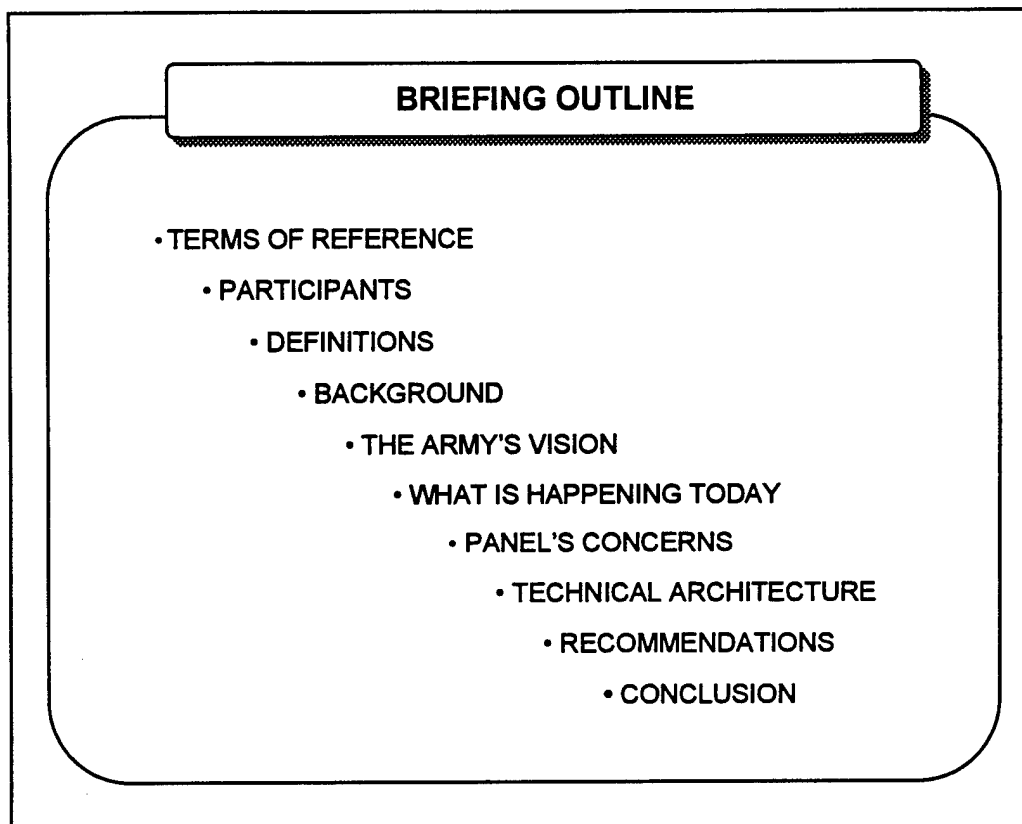 BRIEFING OUTLINE
• TERMS OF REFERENCE
• PARTICIPANTS
• DEFINITIONS
• BACKGROUND
• THE ARMY'S VISION
• WHAT IS HAPPENING TODAY
• PANEL'S CONCERNS
• TECHNICAL ARCHITECTURE
• RECOMMENDATIONS
• CONCLUSION